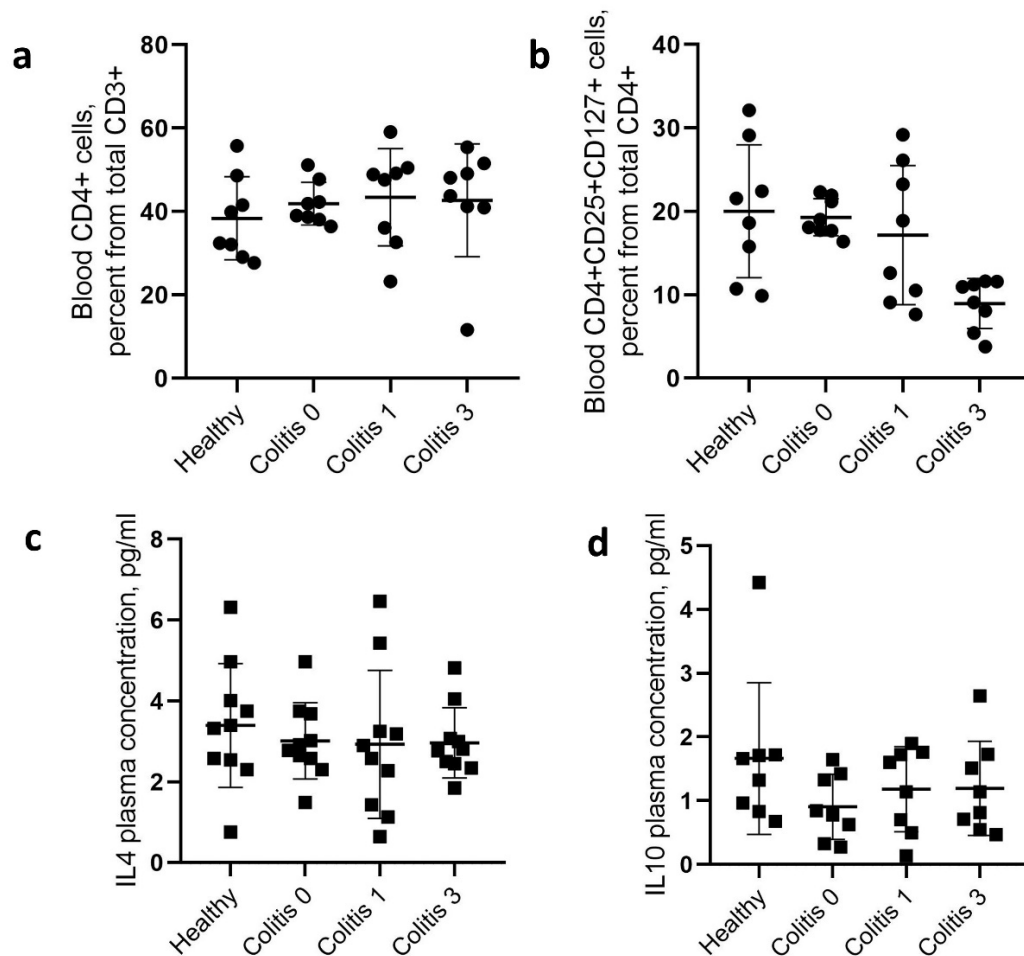 a
Blood CD4+ cells,
percent from total CD3+
80
60
40
20
0
Healthy
Colitis 0
Colitis 1
Colitis 3
b
Blood CD4+CD25+CD127+ cells,
percent from total CD4+
40
30
20
10
0
Healthy
Colitis 0
Colitis 1
Colitis 3
c
IL4 plasma concentration, pg/ml
8
6
4
2
0
Healthy
Colitis 0
Colitis 1
Colitis 3
d
IL10 plasma concentration, pg/ml
5
4
3
2
1
0
Healthy
Colitis 0
Colitis 1
Colitis 3